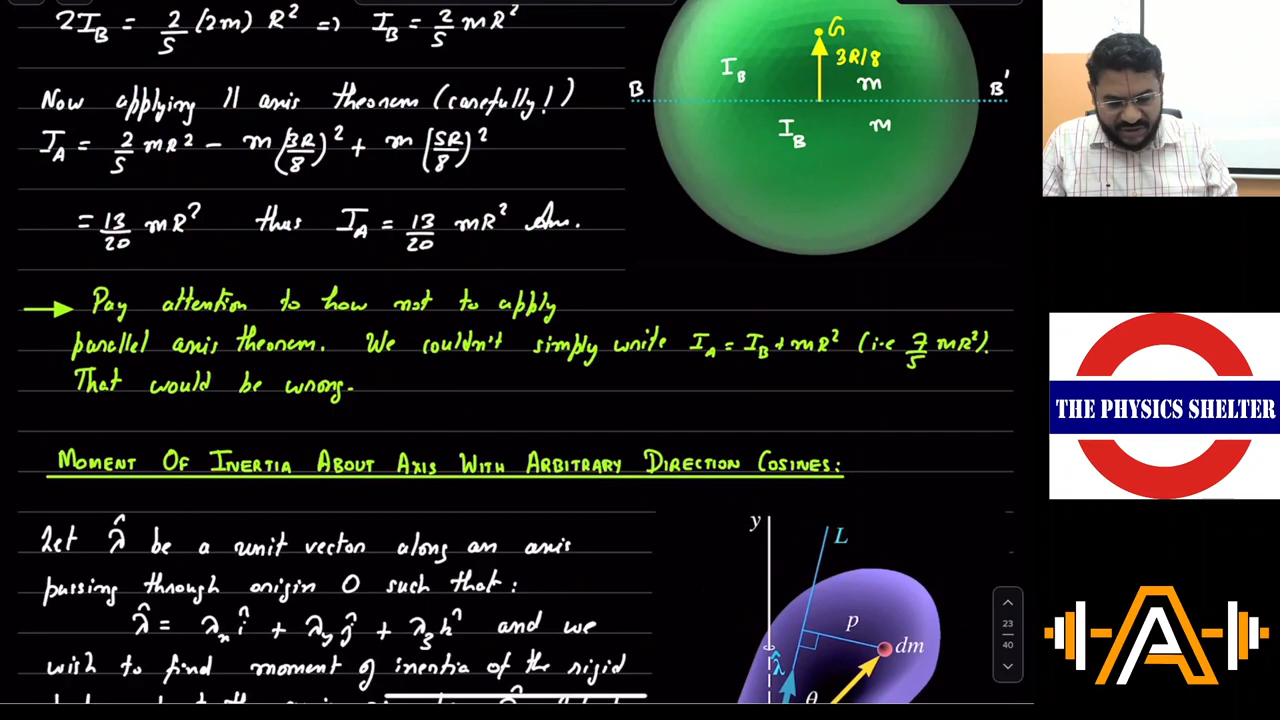 2I_B = 2/5 (2m) R² => I_B = 2/5 mR²
Now applying || axis theorem (carefully!)
I_A = 2/5 mR² - m(3R/8)² + m(5R/8)²
= 13/20 mR² thus I_A = 13/20 mR² Ans.
G
3R/8
I_B
m
B
B'
I_B
m
→ Pay attention to how not to apply
parallel axis theorem. We couldn't simply write I_A = I_B + mR² (i.e 7/5 mR²).
That would be wrong.
MOMENT OF INERTIA ABOUT AXIS WITH ARBITRARY DIRECTION COSINES:
Let λ̂ be a unit vector along an axis
passing through origin O such that:
λ̂ = λx î + λy ĵ + λz k̂ and we
wish to find moment of inertia of the rigid
y
L
p
dm
λ̂
θ
23
40
THE PHYSICS SHELTER